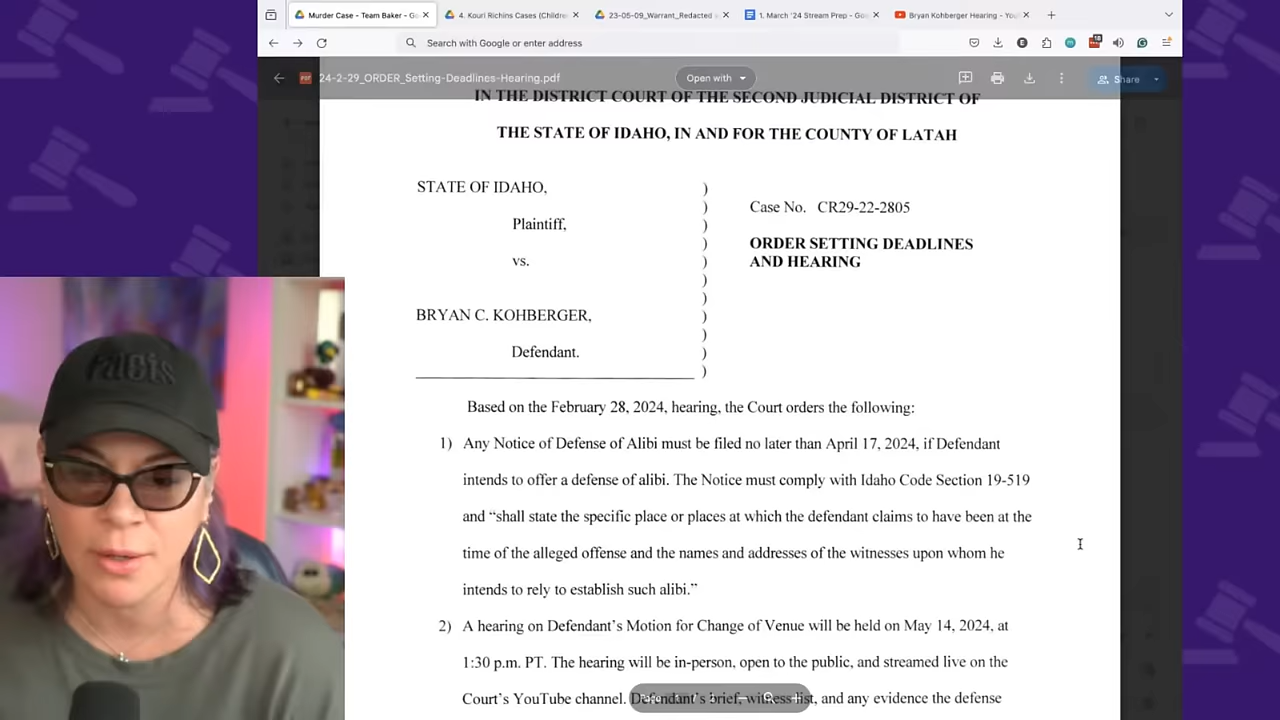 Murder Case - Team Baker - Go
4. Kouri Richins Cases (Childre
23-05-09_Warrant_Redacted
1. March '24 Stream Prep - Goo
Bryan Kohberger Hearing - You
Search with Google or enter address
18
24-2-29_ORDER_Setting-Deadlines-Hearing.pdf
Open with
Share
IN THE DISTRICT COURT OF THE SECOND JUDICIAL DISTRICT OF
THE STATE OF IDAHO, IN AND FOR THE COUNTY OF LATAH
STATE OF IDAHO,
Plaintiff,
vs.
BRYAN C. KOHBERGER,
Defendant.
Case No. CR29-22-2805
ORDER SETTING DEADLINES
AND HEARING
Based on the February 28, 2024, hearing, the Court orders the following:
1) Any Notice of Defense of Alibi must be filed no later than April 17, 2024, if Defendant
intends to offer a defense of alibi. The Notice must comply with Idaho Code Section 19-519
and “shall state the specific place or places at which the defendant claims to have been at the
time of the alleged offense and the names and addresses of the witnesses upon whom he
intends to rely to establish such alibi.”
2) A hearing on Defendant’s Motion for Change of Venue will be held on May 14, 2024, at
1:30 p.m. PT. The hearing will be in-person, open to the public, and streamed live on the
Court’s YouTube channel. Defendant’s brief, witness list, and any evidence the defense